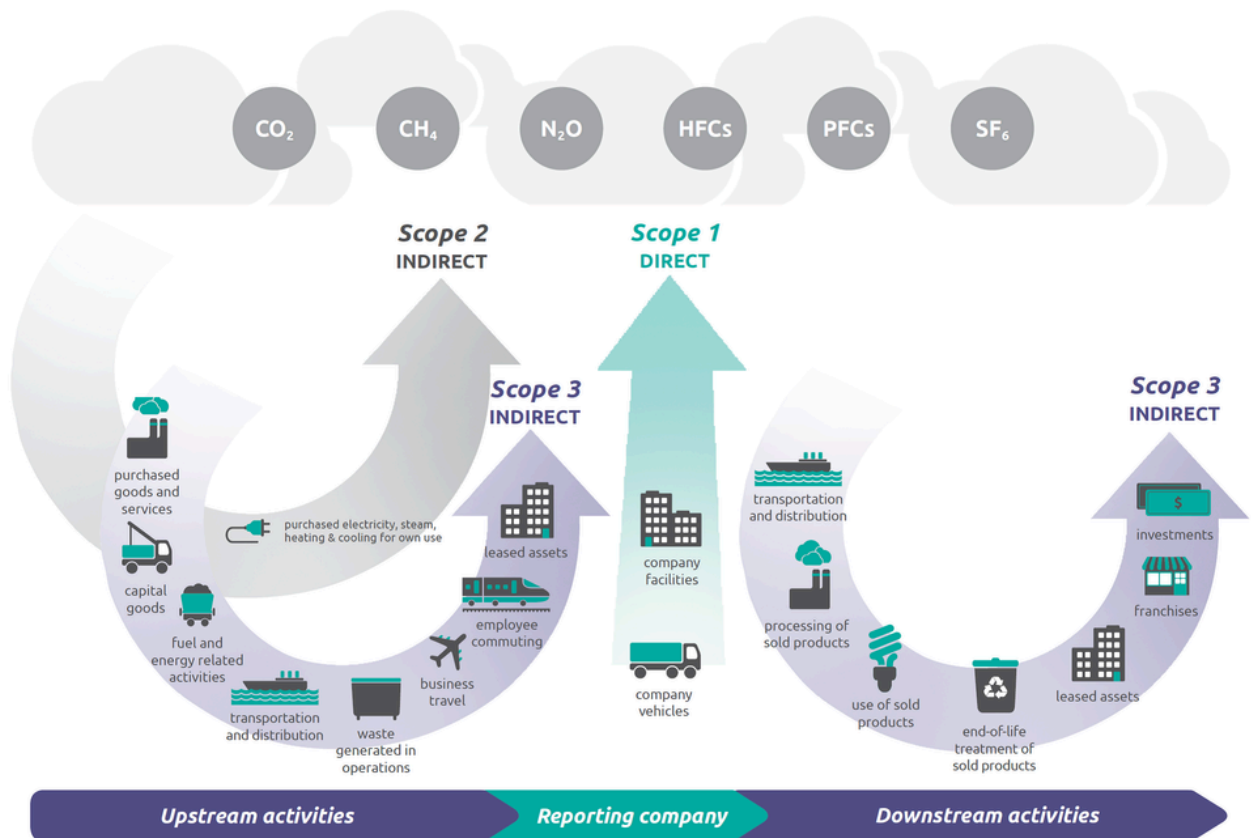 CO₂
CH₄
N₂O
HFCs
PFCs
SF₆
Scope 2
INDIRECT
Scope 1
DIRECT
Scope 3
INDIRECT
Scope 3
INDIRECT
purchased
goods and
services
capital
goods
fuel and
energy related
activities
transportation
and distribution
waste
generated in
operations
business
travel
employee
commuting
leased assets
purchased electricity, steam,
heating & cooling for own use
company
facilities
company
vehicles
transportation
and distribution
processing of
sold products
use of sold
products
end-of-life
treatment of
sold products
leased assets
franchises
$
investments
Upstream activities
Reporting company
Downstream activities